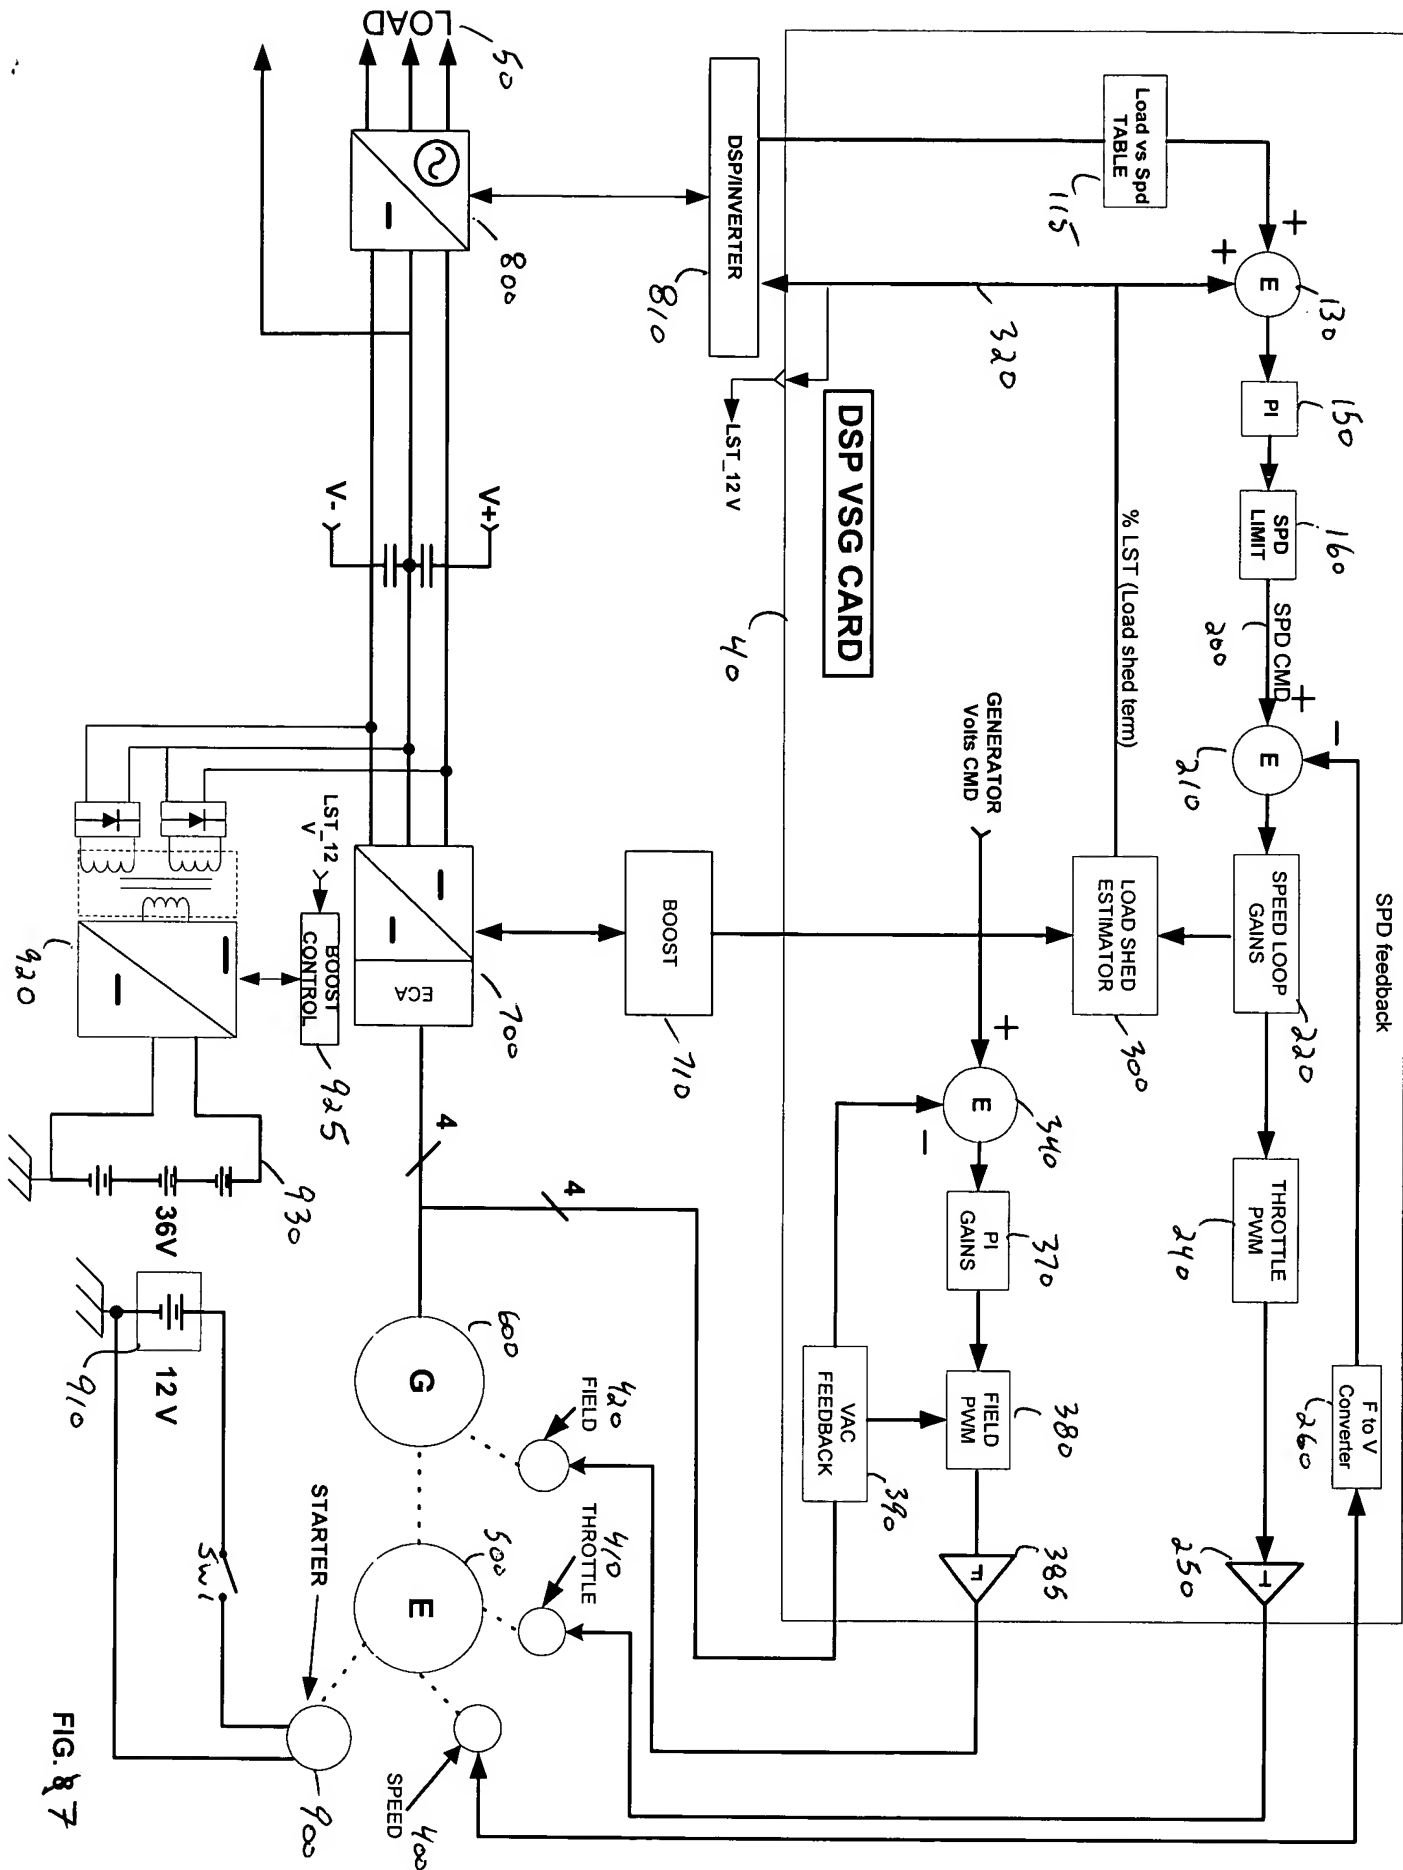 LOAD
50
800
DSP/INVERTER
810
Load vs Spd
TABLE
115
+
+
E
130
PI
150
SPD
LIMIT
160
SPD CMD
200
+
-
E
210
SPEED LOOP
GAINS
220
THROTTLE
PWM
240
T
250
SPD feedback
F to V
Converter
260
320
% LST (Load shed term)
LOAD SHED
ESTIMATOR
300
LST_12 V
DSP VSG CARD
40
GENERATOR
Volts CMD
+
-
E
340
PI
GAINS
370
FIELD
PWM
380
F
385
VAC
FEEDBACK
390
V+
V-
BOOST
710
ECA
700
4
4
G
600
FIELD
420
E
500
THROTTLE
410
SPEED
400
LST_12
V
BOOST
CONTROL
925
920
930
36V
12 V
910
SW1
STARTER
900
FIG. 8 7